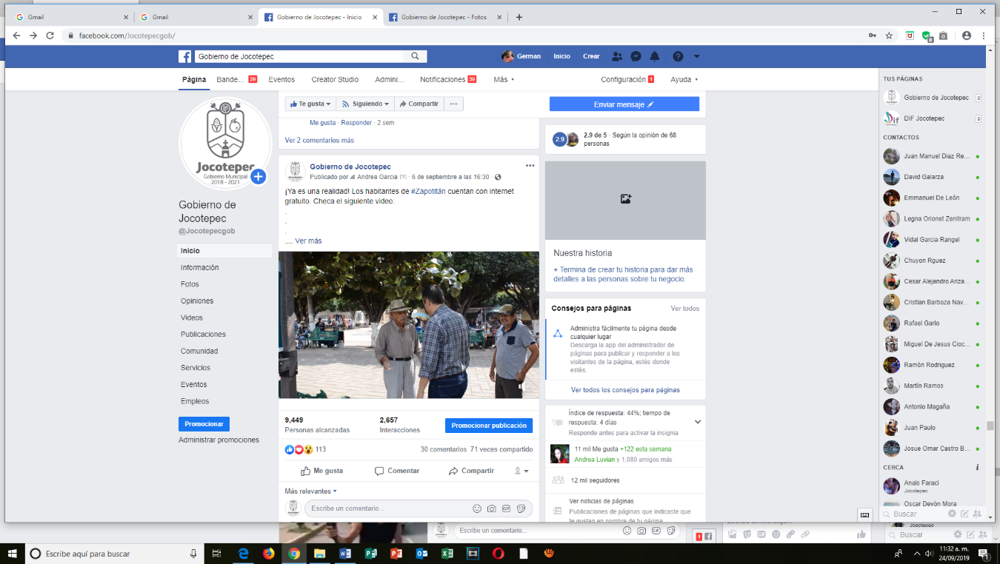 Gmail
Gmail
Gobierno de Jocotepec - Inicio
Gobierno de Jocotepec - Fotos
facebook.com/Jocotepecgob/
Gobierno de Jocotepec
German
Inicio
Crear
Página
Bande... 29
Eventos
Creator Studio
Admini...
Notificaciones 39
Más
Configuración 1
Ayuda
Jocotepec
Gobierno Municipal
2018 - 2021
Gobierno de
Jocotepec
@Jocotepecgob
Inicio
Información
Fotos
Opiniones
Videos
Publicaciones
Comunidad
Servicios
Eventos
Empleos
Promocionar
Administrar promociones
Te gusta
Siguiendo
Compartir
Me gusta · Responder · 2 sem
Ver 2 comentarios más
Gobierno de Jocotepec
Publicado por Andrea Garcia [?] · 6 de septiembre a las 16:30 ·
¡Ya es una realidad! Los habitantes de #Zapotitán cuentan con internet
gratuito. Checa el siguiente video:
.
.
.
.... Ver más
9,449
Personas alcanzadas
2,657
Interacciones
Promocionar publicación
113
30 comentarios 71 veces compartido
Me gusta
Comentar
Compartir
Más relevantes
Escribe un comentario...
Enviar mensaje
2.9
2.9 de 5 · Según la opinión de 68
personas
Nuestra historia
+ Termina de crear tu historia para dar más
detalles a las personas sobre tu negocio.
Consejos para páginas
Ver todos
Administra fácilmente tu página desde
cualquier lugar
Descarga la app del administrador de
páginas para publicar y responder a los
visitantes de la página, estés donde
estés.
Ver todos los consejos para páginas
Índice de respuesta: 44%; tiempo de
respuesta: 4 días
Responde antes para activar la insignia
11 mil Me gusta +122 esta semana
Andrea Luvian y 1,080 amigos más
12 mil seguidores
Ver noticias de páginas
Publicaciones de páginas que indicaste que
te gustan en nombre de tu página
TUS PÁGINAS
Gobierno de Jocotepec 0
DIF Jocotepec 0
CONTACTOS
Juan Manuel Diaz Re...
David Galarza
Emmanuel De León
Legna Orionet Zenitram
Vidal Garcia Rangel
Chuyon Rguez
Cesar Alejandro Ariza...
Cristian Barboza Nav...
Rafael Garlo
Miguel De Jesus Cioc...
Ramòn Rodriguez
Martín Ramos
Antonio Magaña
Juan Paulo
Josue Omar Castro B...
CERCA
Anais Faraci
Jocotepec
Oscar Devón Mora
Buscar
Jocotepec
Escribe un comentario...
1
Buscar
Escribe aquí para buscar
11:32 a. m.
24/09/2019
1